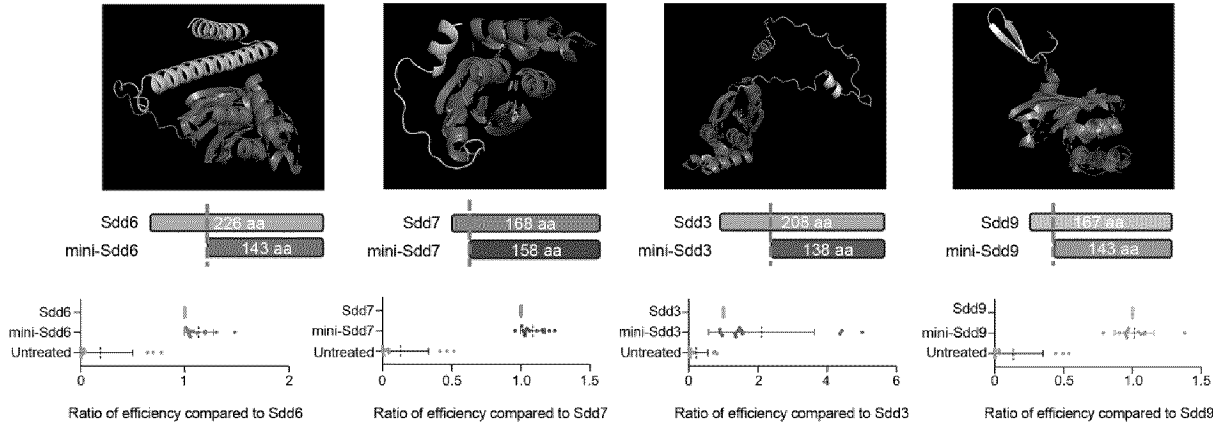 Sdd6 226 aa
mini-Sdd6 143 aa
Sdd7 168 aa
mini-Sdd7 158 aa
Sdd3 208 aa
mini-Sdd3 138 aa
Sdd9 167 aa
mini-Sdd9 143 aa
Sdd6
mini-Sdd6
Untreated
0 1 2
Ratio of efficiency compared to Sdd6
Sdd7
mini-Sdd7
Untreated
0.0 0.5 1.0 1.5
Ratio of efficiency compared to Sdd7
Sdd3
mini-Sdd3
Untreated
0 2 4 6
Ratio of efficiency compared to Sdd3
Sdd9
mini-Sdd9
Untreated
0.0 0.5 1.0 1.5
Ratio of efficiency compared to Sdd9